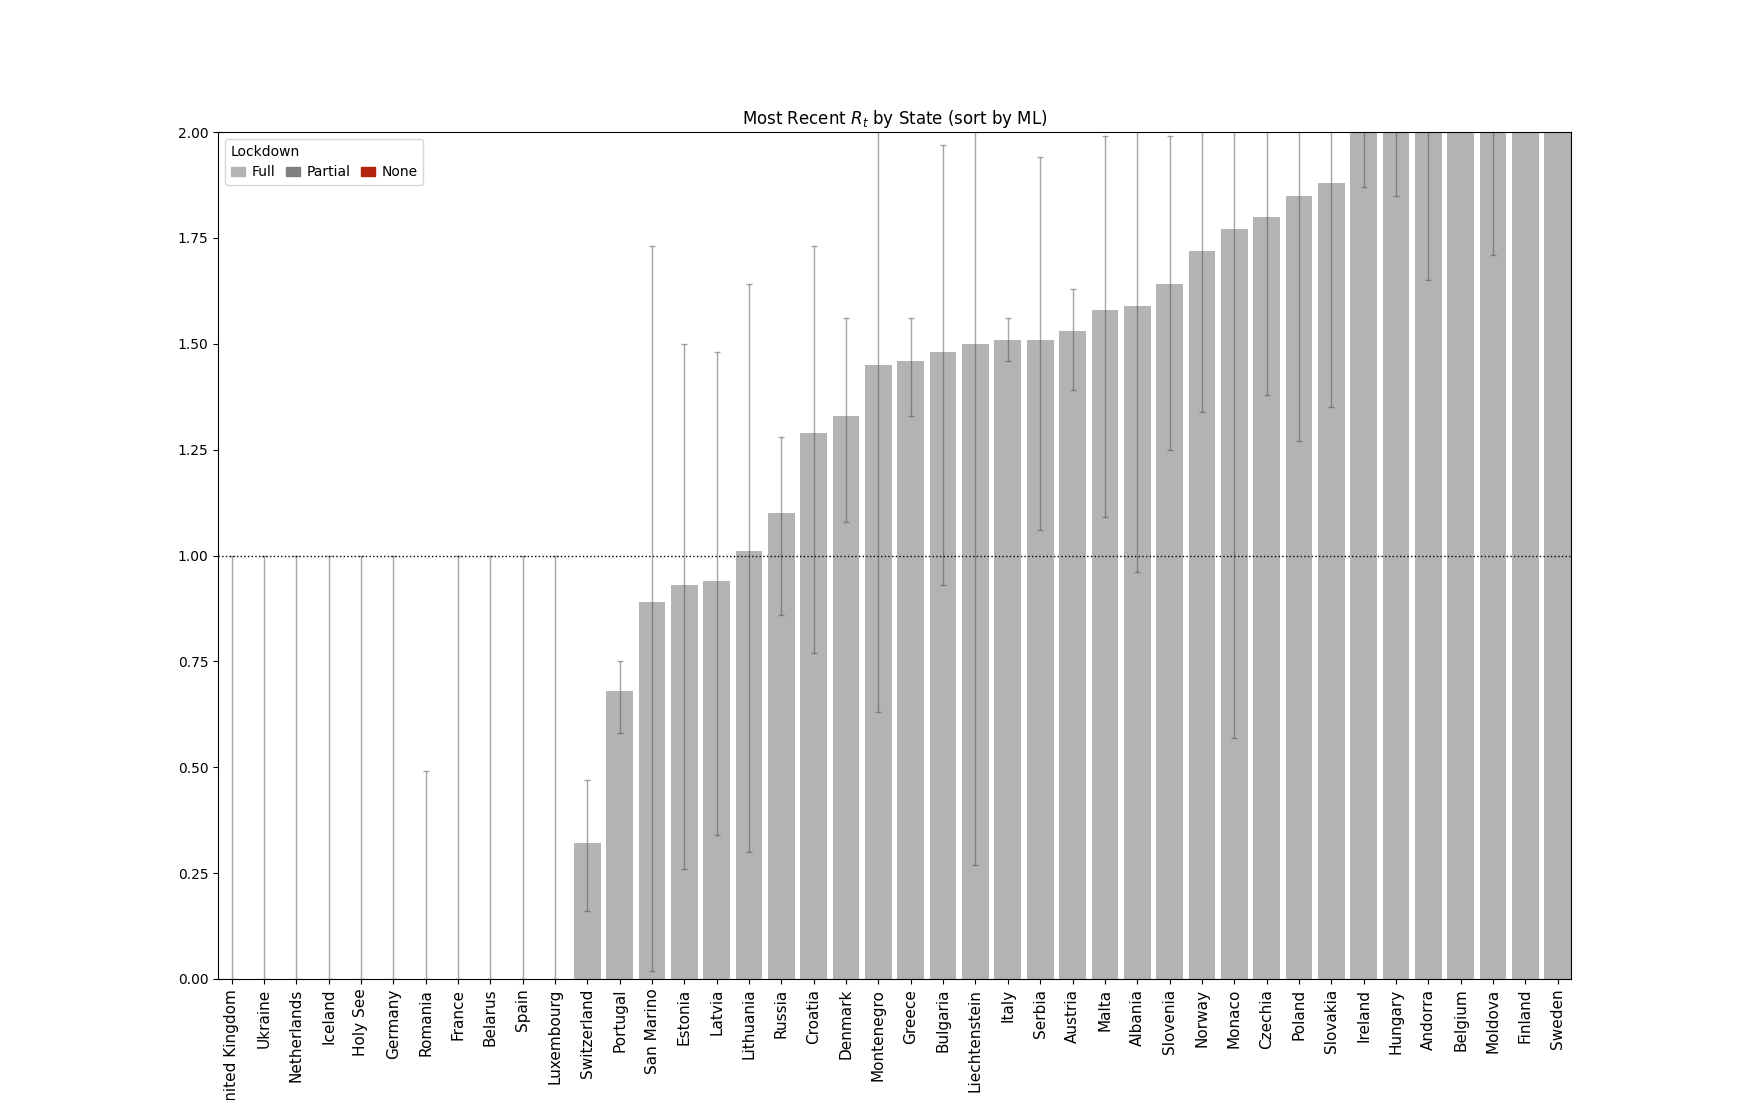 Most Recent Rt by State (sort by ML)
Lockdown
Full Partial None
2.00
1.75
1.50
1.25
1.00
0.75
0.50
0.25
0.00
nited Kingdom
Ukraine
Netherlands
Iceland
Holy See
Germany
Romania
France
Belarus
Spain
Luxembourg
Switzerland
Portugal
San Marino
Estonia
Latvia
Lithuania
Russia
Croatia
Denmark
Montenegro
Greece
Bulgaria
Liechtenstein
Italy
Serbia
Austria
Malta
Albania
Slovenia
Norway
Monaco
Czechia
Poland
Slovakia
Ireland
Hungary
Andorra
Belgium
Moldova
Finland
Sweden